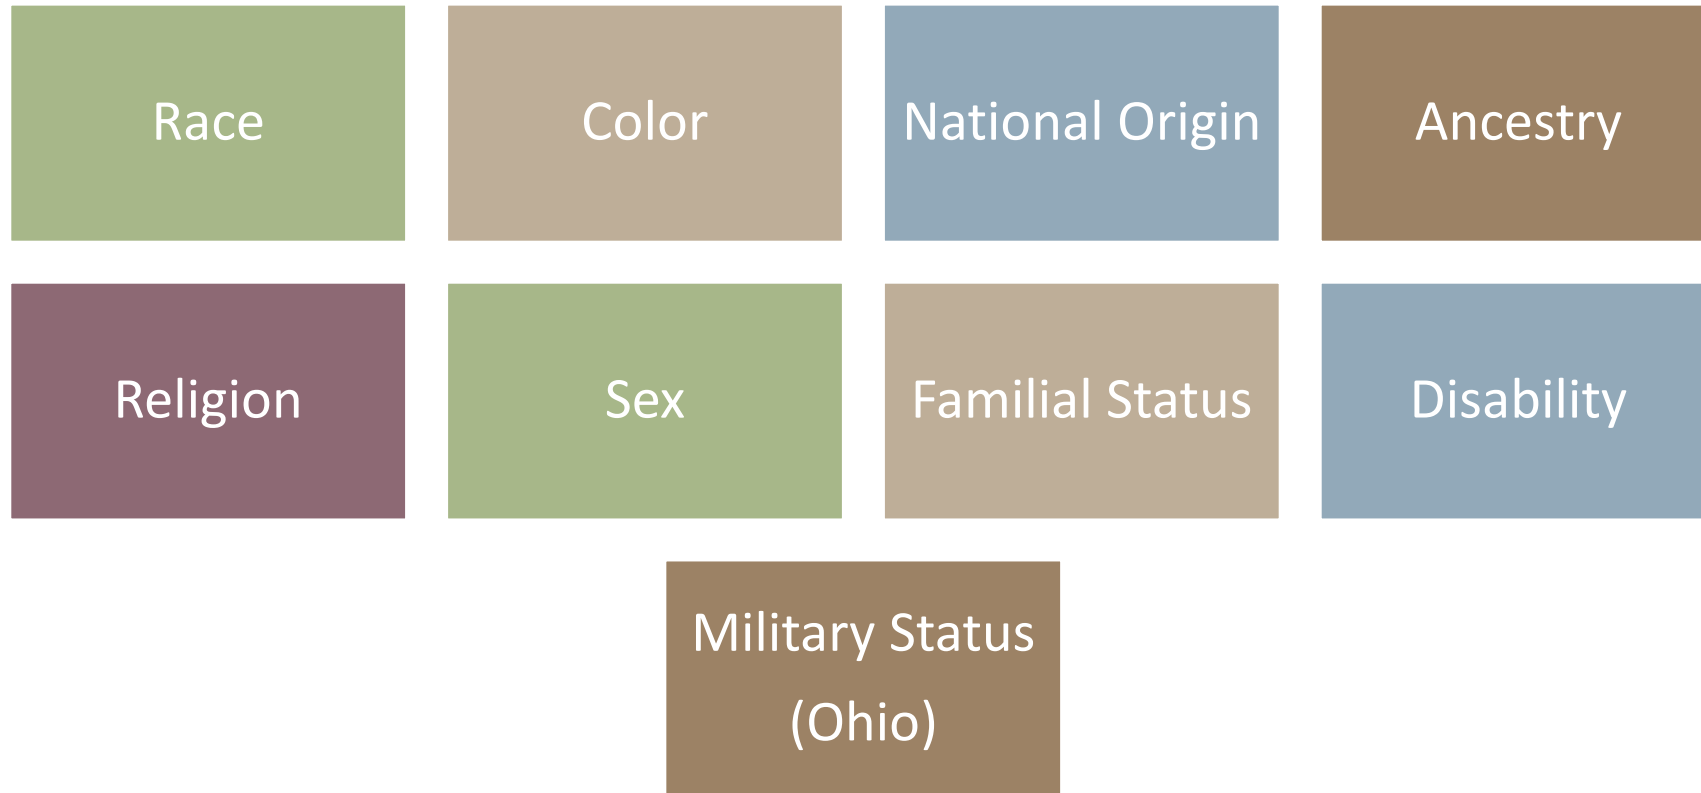 Race
Color
National Origin
Ancestry
Religion
Sex
Familial Status
Disability
Military Status
(Ohio)